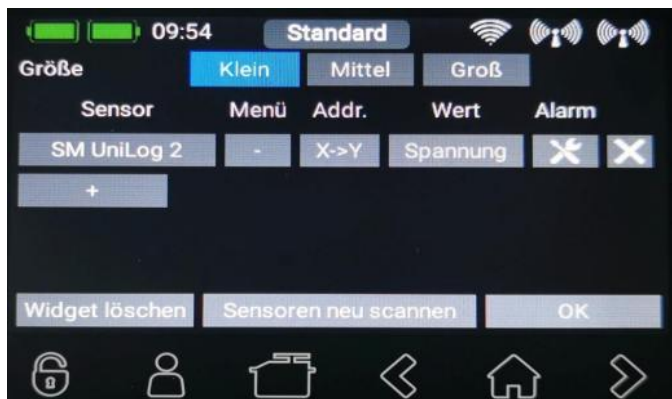 09:54 Standard
Größe Klein Mittel Groß
Sensor Menü Addr. Wert Alarm
SM UniLog 2 - X->Y Spannung
+
Widget löschen Sensoren neu scannen OK